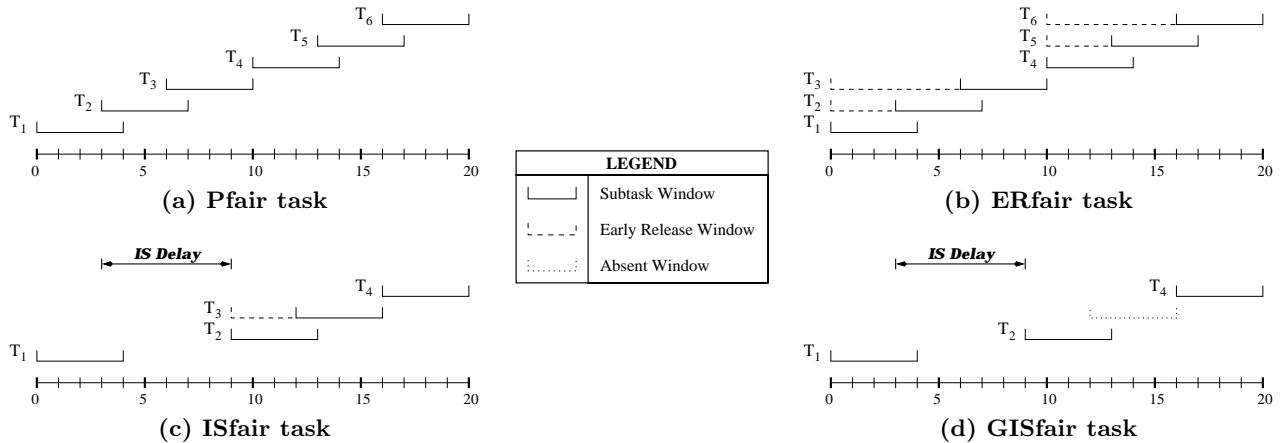 T6
T5
T4
T3
T2
T1
0 5 10 15 20
(a) Pfair task
LEGEND
Subtask Window
Early Release Window
Absent Window
T6
T5
T4
T3
T2
T1
0 5 10 15 20
(b) ERfair task
IS Delay
T4
T3
T2
T1
0 5 10 15 20
(c) ISfair task
IS Delay
T4
T2
T1
0 5 10 15 20
(d) GISfair task